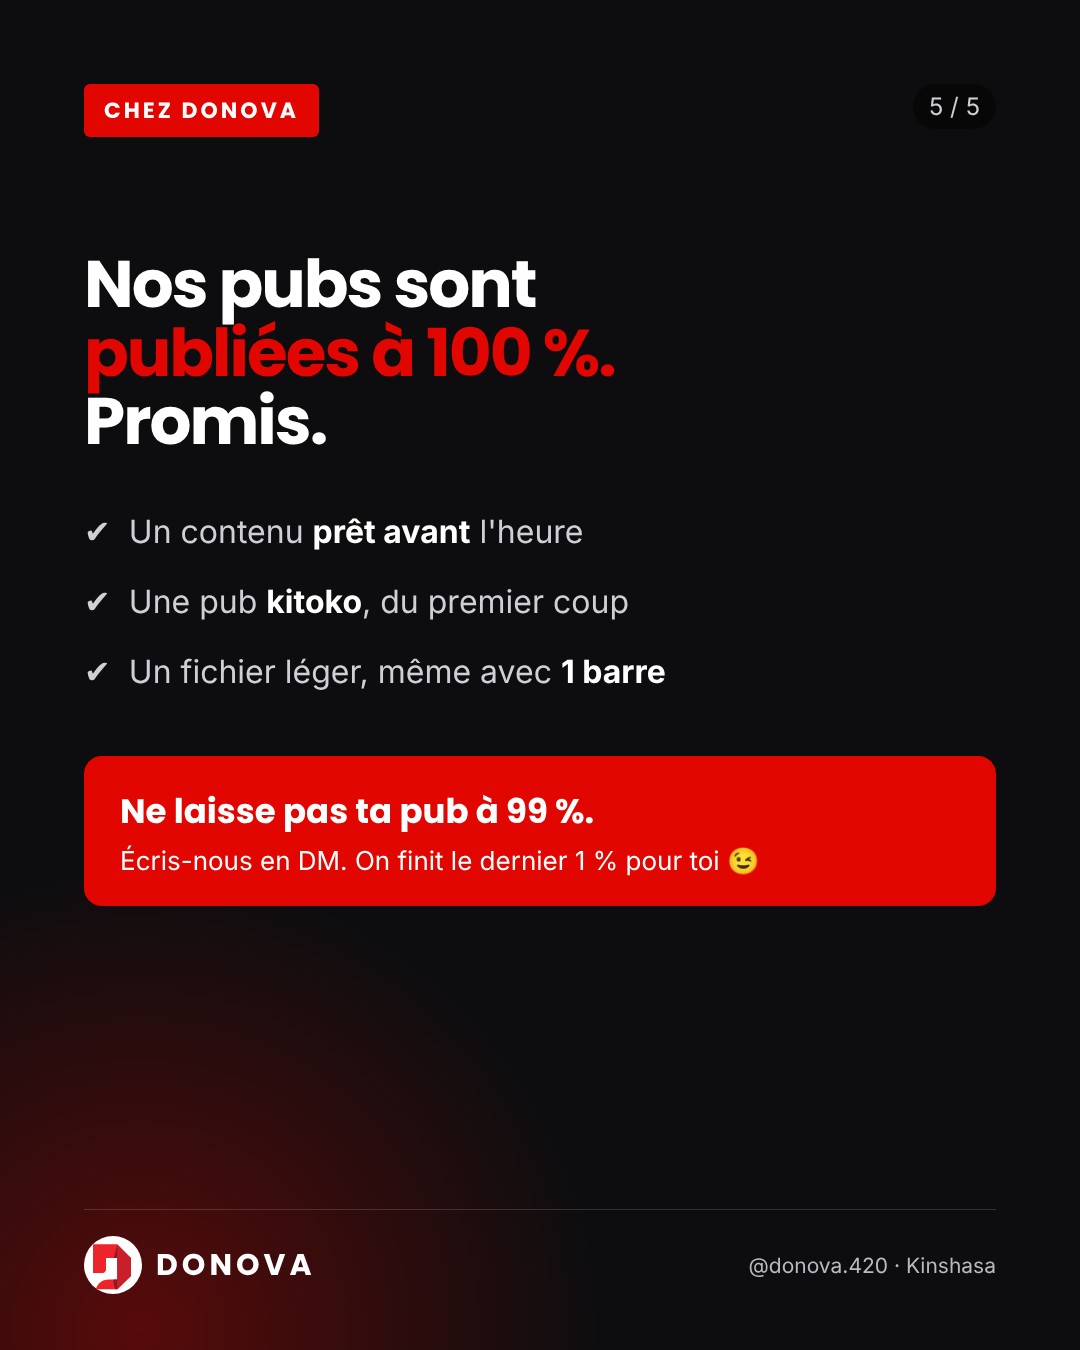 CHEZ DONOVA
5 / 5
Nos pubs sont
publiées à 100 %.
Promis.
✔ Un contenu prêt avant l'heure
✔ Une pub kitoko, du premier coup
✔ Un fichier léger, même avec 1 barre
Ne laisse pas ta pub à 99 %.
Écris-nous en DM. On finit le dernier 1 % pour toi 😉
DONOVA
@donova.420 · Kinshasa